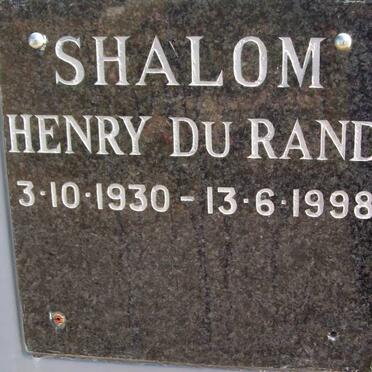 SHALOM
HENRY DU RAND
3·10·1930 - 13·6·1998